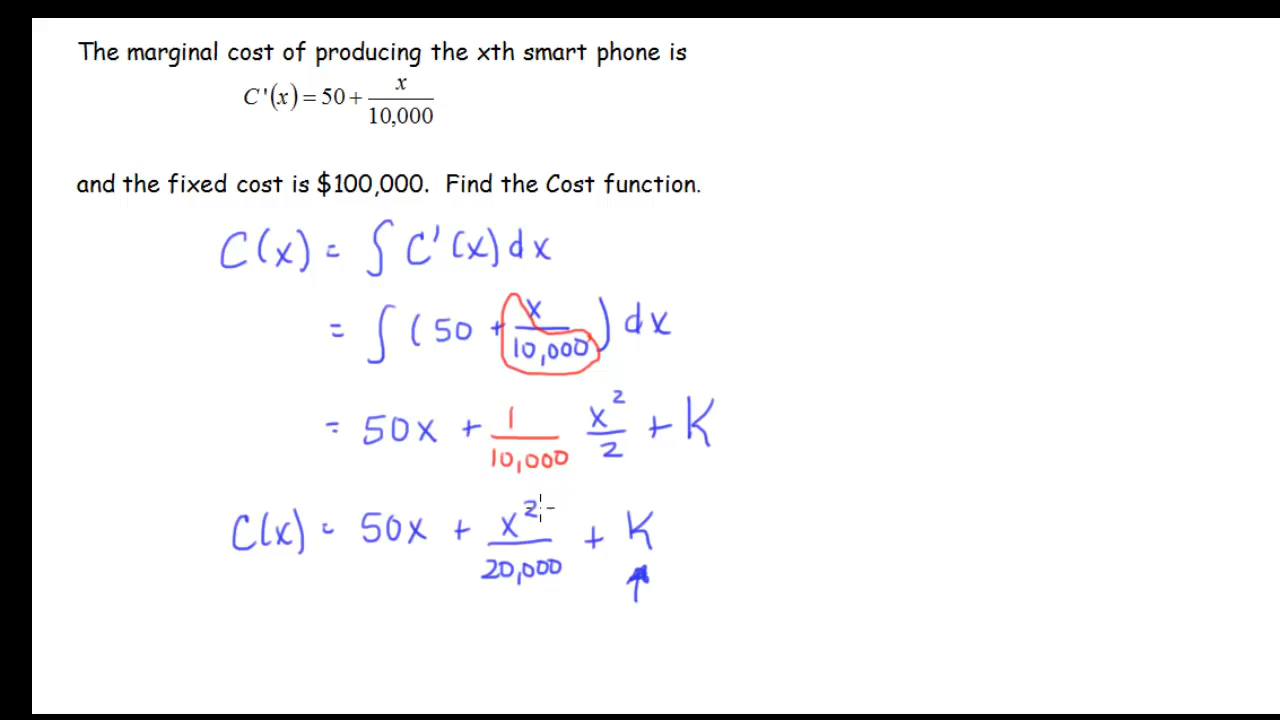 The marginal cost of producing the xth smart phone is
C'(x) = 50 + x/10,000
and the fixed cost is $100,000. Find the Cost function.
C(x) = ∫ C'(x) dx
= ∫ (50 + x/10,000) dx
= 50x + 1/10,000 x²/2 + K
C(x) = 50x + x²/20,000 + K